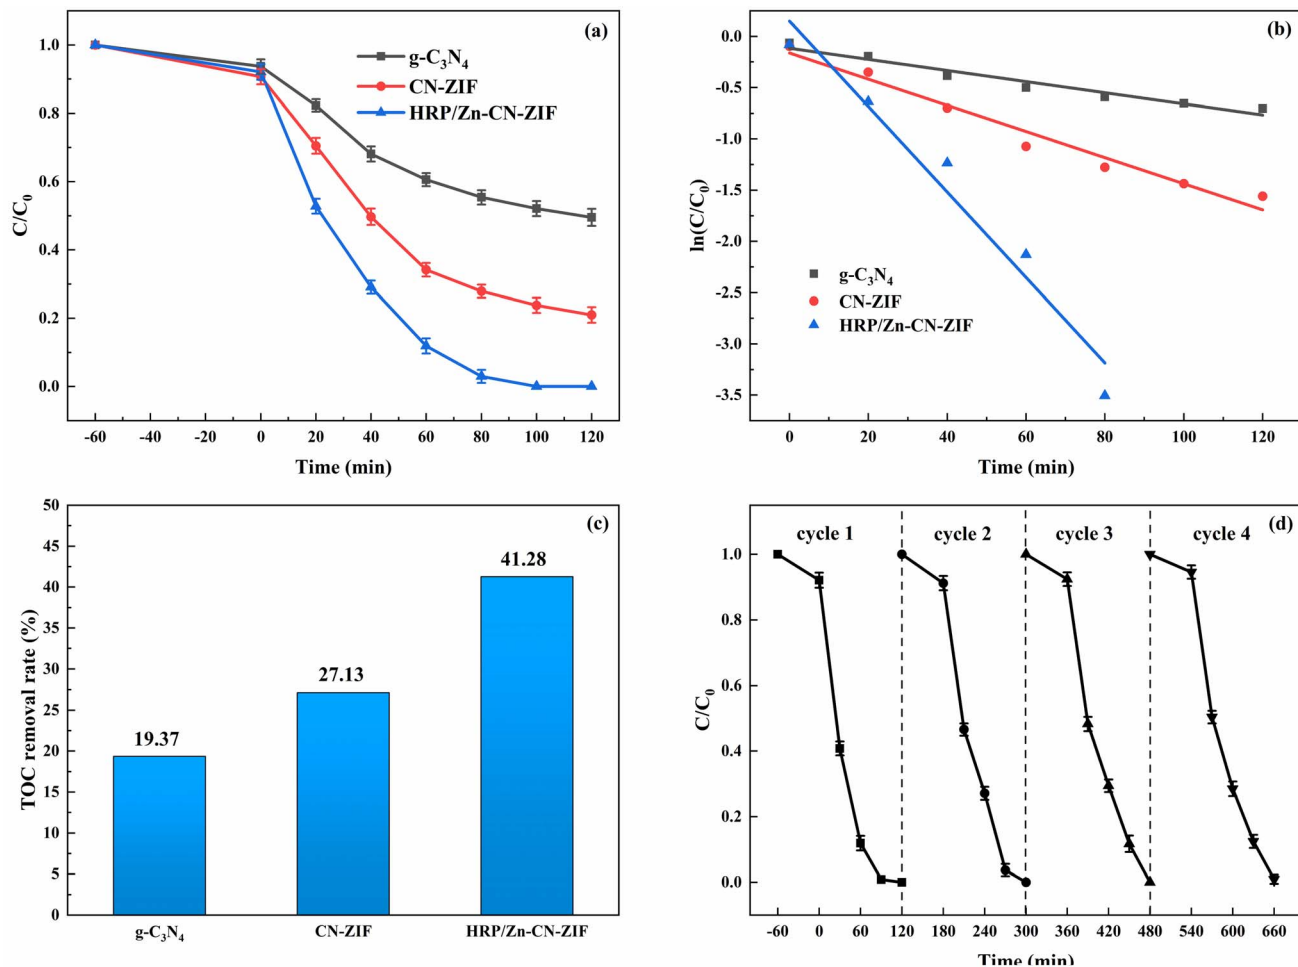 (a)
g-C₃N₄
CN-ZIF
HRP/Zn-CN-ZIF
C/C₀
1.0
0.8
0.6
0.4
0.2
0.0
-60 -40 -20 0 20 40 60 80 100 120
Time (min)
(b)
ln(C/C₀)
0.0
-0.5
-1.0
-1.5
-2.0
-2.5
-3.0
-3.5
g-C₃N₄
CN-ZIF
HRP/Zn-CN-ZIF
0 20 40 60 80 100 120
Time (min)
(c)
TOC removal rate (%)
50
45
40
35
30
25
20
15
10
5
0
19.37
27.13
41.28
g-C₃N₄ CN-ZIF HRP/Zn-CN-ZIF
(d)
cycle 1 cycle 2 cycle 3 cycle 4
C/C₀
1.0
0.8
0.6
0.4
0.2
0.0
-60 0 60 120 180 240 300 360 420 480 540 600 660
Time (min)